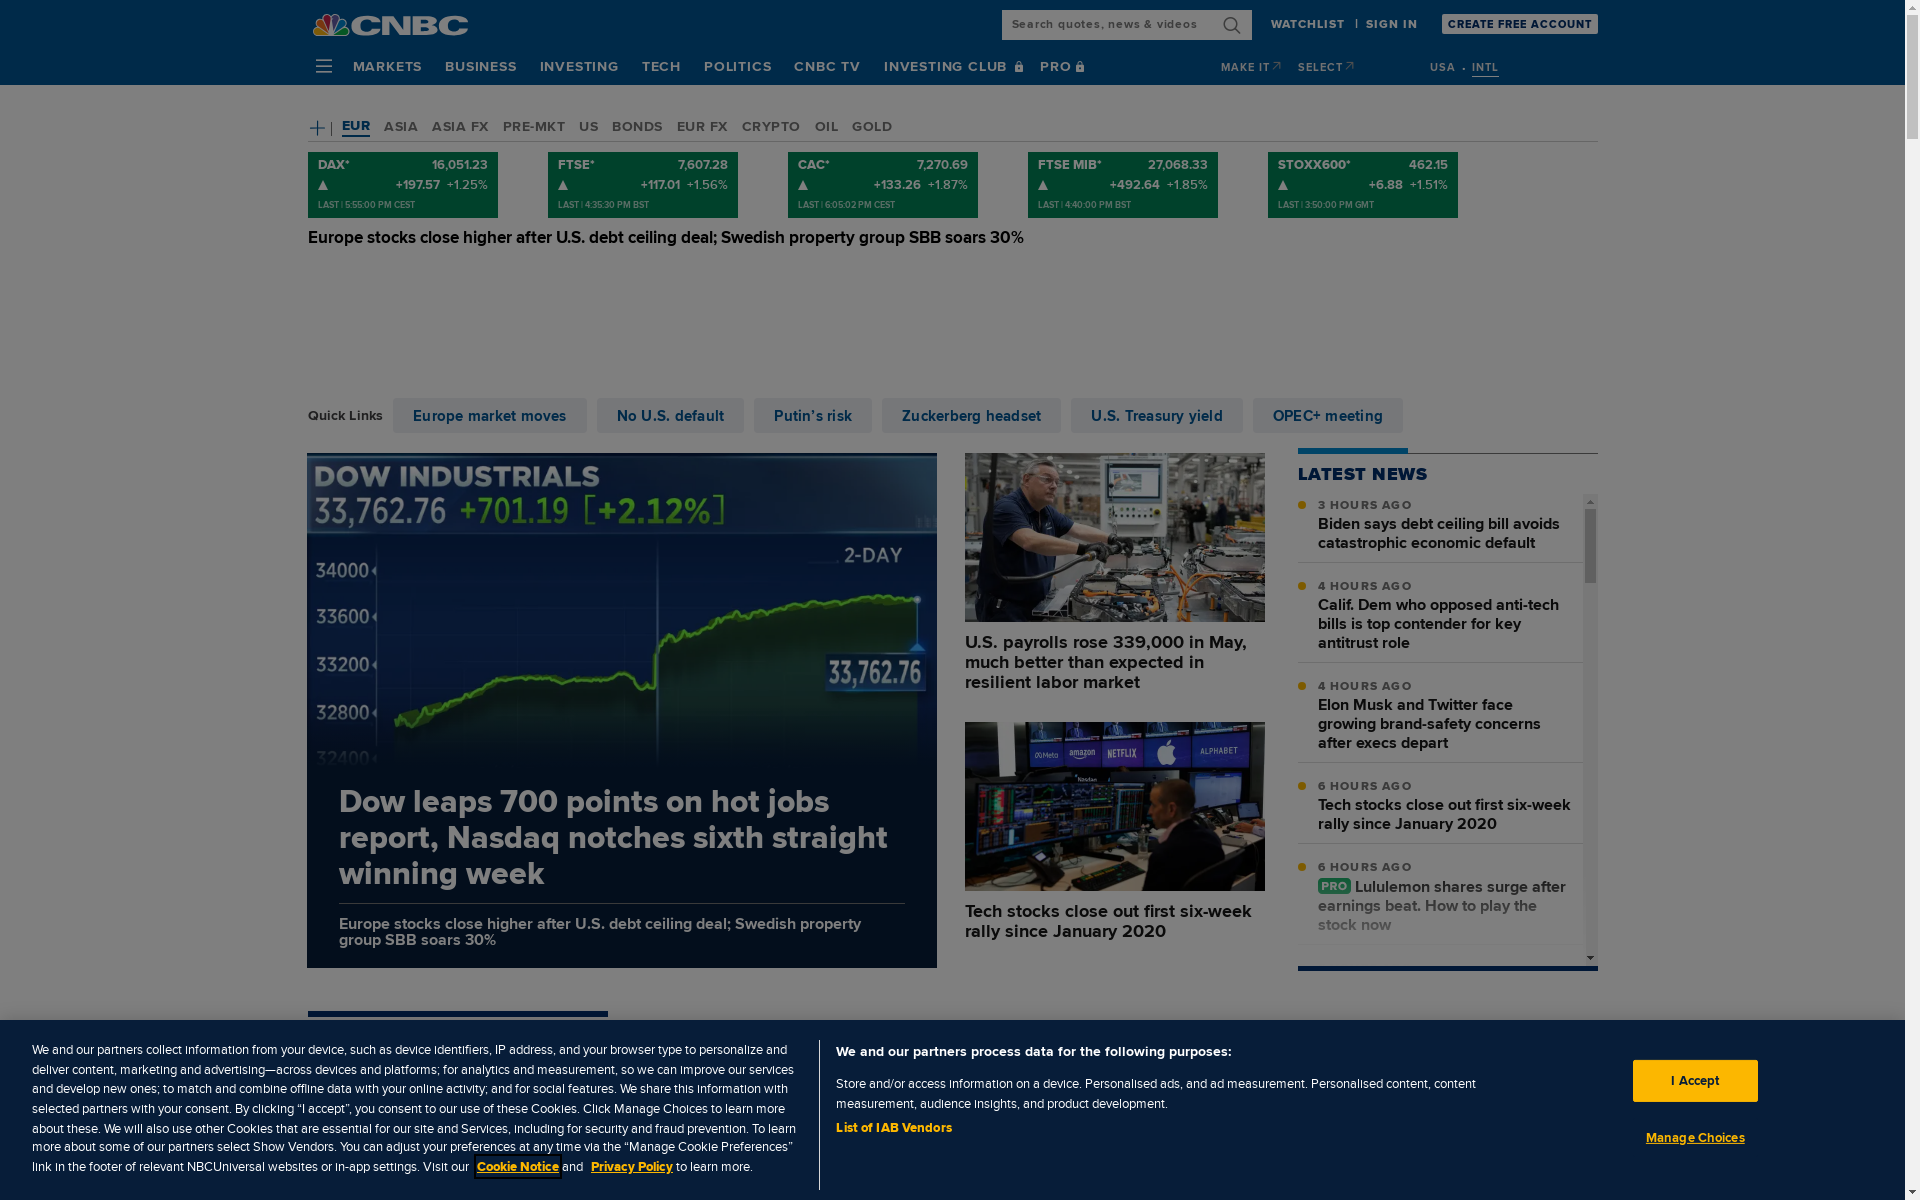 CNBC
Search quotes, news & videos
WATCHLIST | SIGN IN
CREATE FREE ACCOUNT
MARKETS BUSINESS INVESTING TECH POLITICS CNBC TV INVESTING CLUB PRO
MAKE IT SELECT USA • INTL
EUR ASIA ASIA FX PRE-MKT US BONDS EUR FX CRYPTO OIL GOLD
DAX* 16,051.23
+197.57 +1.25%
LAST | 5:55:00 PM CEST
FTSE* 7,607.28
+117.01 +1.56%
LAST | 4:35:30 PM BST
CAC* 7,270.69
+133.26 +1.87%
LAST | 6:05:02 PM CEST
FTSE MIB* 27,068.33
+492.64 +1.85%
LAST | 4:40:00 PM BST
STOXX600* 462.15
+6.88 +1.51%
LAST | 3:50:00 PM GMT
Europe stocks close higher after U.S. debt ceiling deal; Swedish property group SBB soars 30%
Quick Links
Europe market moves
No U.S. default
Putin’s risk
Zuckerberg headset
U.S. Treasury yield
OPEC+ meeting
DOW INDUSTRIALS
33,762.76 +701.19 [+2.12%]
2-DAY
34000
33600
33200
33,762.76
32800
32400
Dow leaps 700 points on hot jobs
report, Nasdaq notches sixth straight
winning week
Europe stocks close higher after U.S. debt ceiling deal; Swedish property
group SBB soars 30%
U.S. payrolls rose 339,000 in May,
much better than expected in
resilient labor market
Meta amazon NETFLIX ALPHABET
Nasdaq
Tech stocks close out first six-week
rally since January 2020
LATEST NEWS
3 HOURS AGO
Biden says debt ceiling bill avoids
catastrophic economic default
4 HOURS AGO
Calif. Dem who opposed anti-tech
bills is top contender for key
antitrust role
4 HOURS AGO
Elon Musk and Twitter face
growing brand-safety concerns
after execs depart
6 HOURS AGO
Tech stocks close out first six-week
rally since January 2020
6 HOURS AGO
PRO Lululemon shares surge after
earnings beat. How to play the
stock now
We and our partners collect information from your device, such as device identifiers, IP address, and your browser type to personalize and
deliver content, marketing and advertising—across devices and platforms; for analytics and measurement, so we can improve our services
and develop new ones; to match and combine offline data with your online activity; and for social features. We share this information with
selected partners with your consent. By clicking “I accept”, you consent to our use of these Cookies. Click Manage Choices to learn more
about these. We will also use other Cookies that are essential for our site and Services, including for security and fraud prevention. To learn
more about some of our partners select Show Vendors. You can adjust your preferences at any time via the “Manage Cookie Preferences”
link in the footer of relevant NBCUniversal websites or in-app settings. Visit our Cookie Notice and Privacy Policy to learn more.
We and our partners process data for the following purposes:
Store and/or access information on a device. Personalised ads, and ad measurement. Personalised content, content
measurement, audience insights, and product development.
List of IAB Vendors
I Accept
Manage Choices